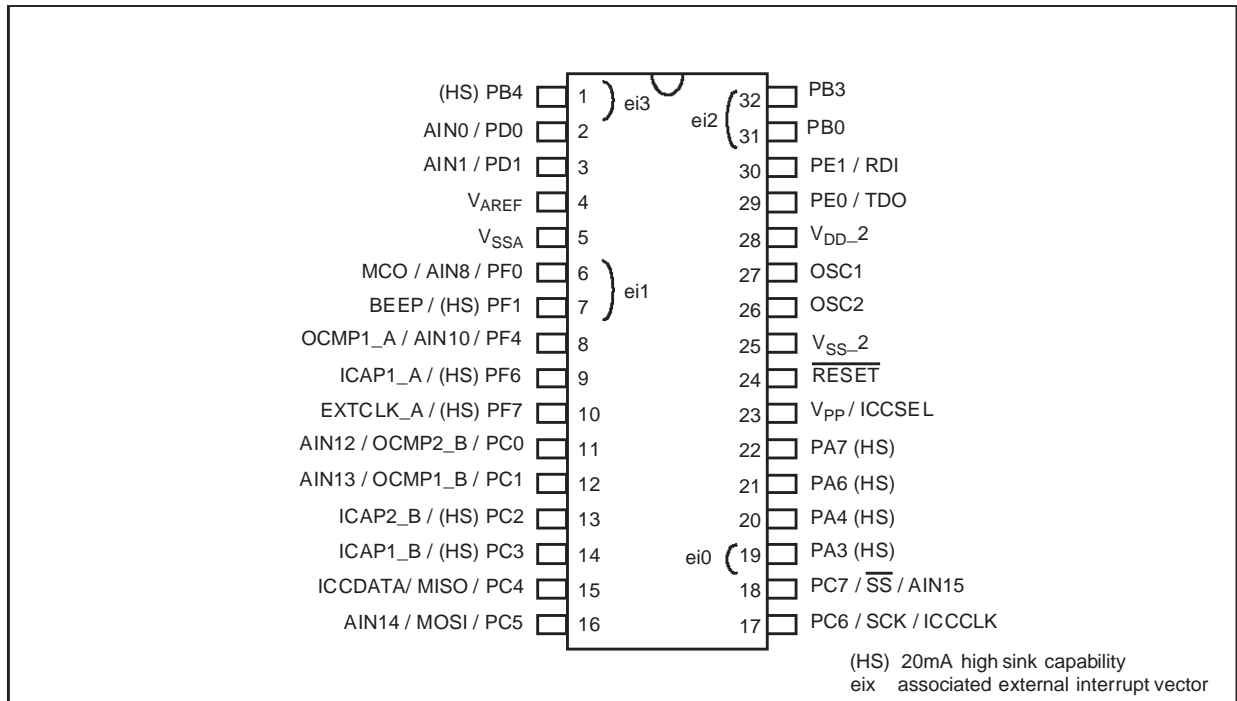 (HS) PB4 1 ei3 ei2 32 PB3
AIN0 / PD0 2 31 PB0
AIN1 / PD1 3 30 PE1 / RDI
VAREF 4 29 PE0 / TDO
VSSA 5 28 VDD_2
MCO / AIN8 / PF0 6 ei1 27 OSC1
BEEP / (HS) PF1 7 26 OSC2
OCMP1_A / AIN10 / PF4 8 25 VSS_2
ICAP1_A / (HS) PF6 9 24 RESET
EXTCLK_A / (HS) PF7 10 23 VPP / ICCSEL
AIN12 / OCMP2_B / PC0 11 22 PA7 (HS)
AIN13 / OCMP1_B / PC1 12 21 PA6 (HS)
ICAP2_B / (HS) PC2 13 20 PA4 (HS)
ICAP1_B / (HS) PC3 14 ei0 19 PA3 (HS)
ICCDATA/ MISO / PC4 15 18 PC7 / SS / AIN15
AIN14 / MOSI / PC5 16 17 PC6 / SCK / ICCCLK
(HS) 20mA high sink capability
eix associated external interrupt vector